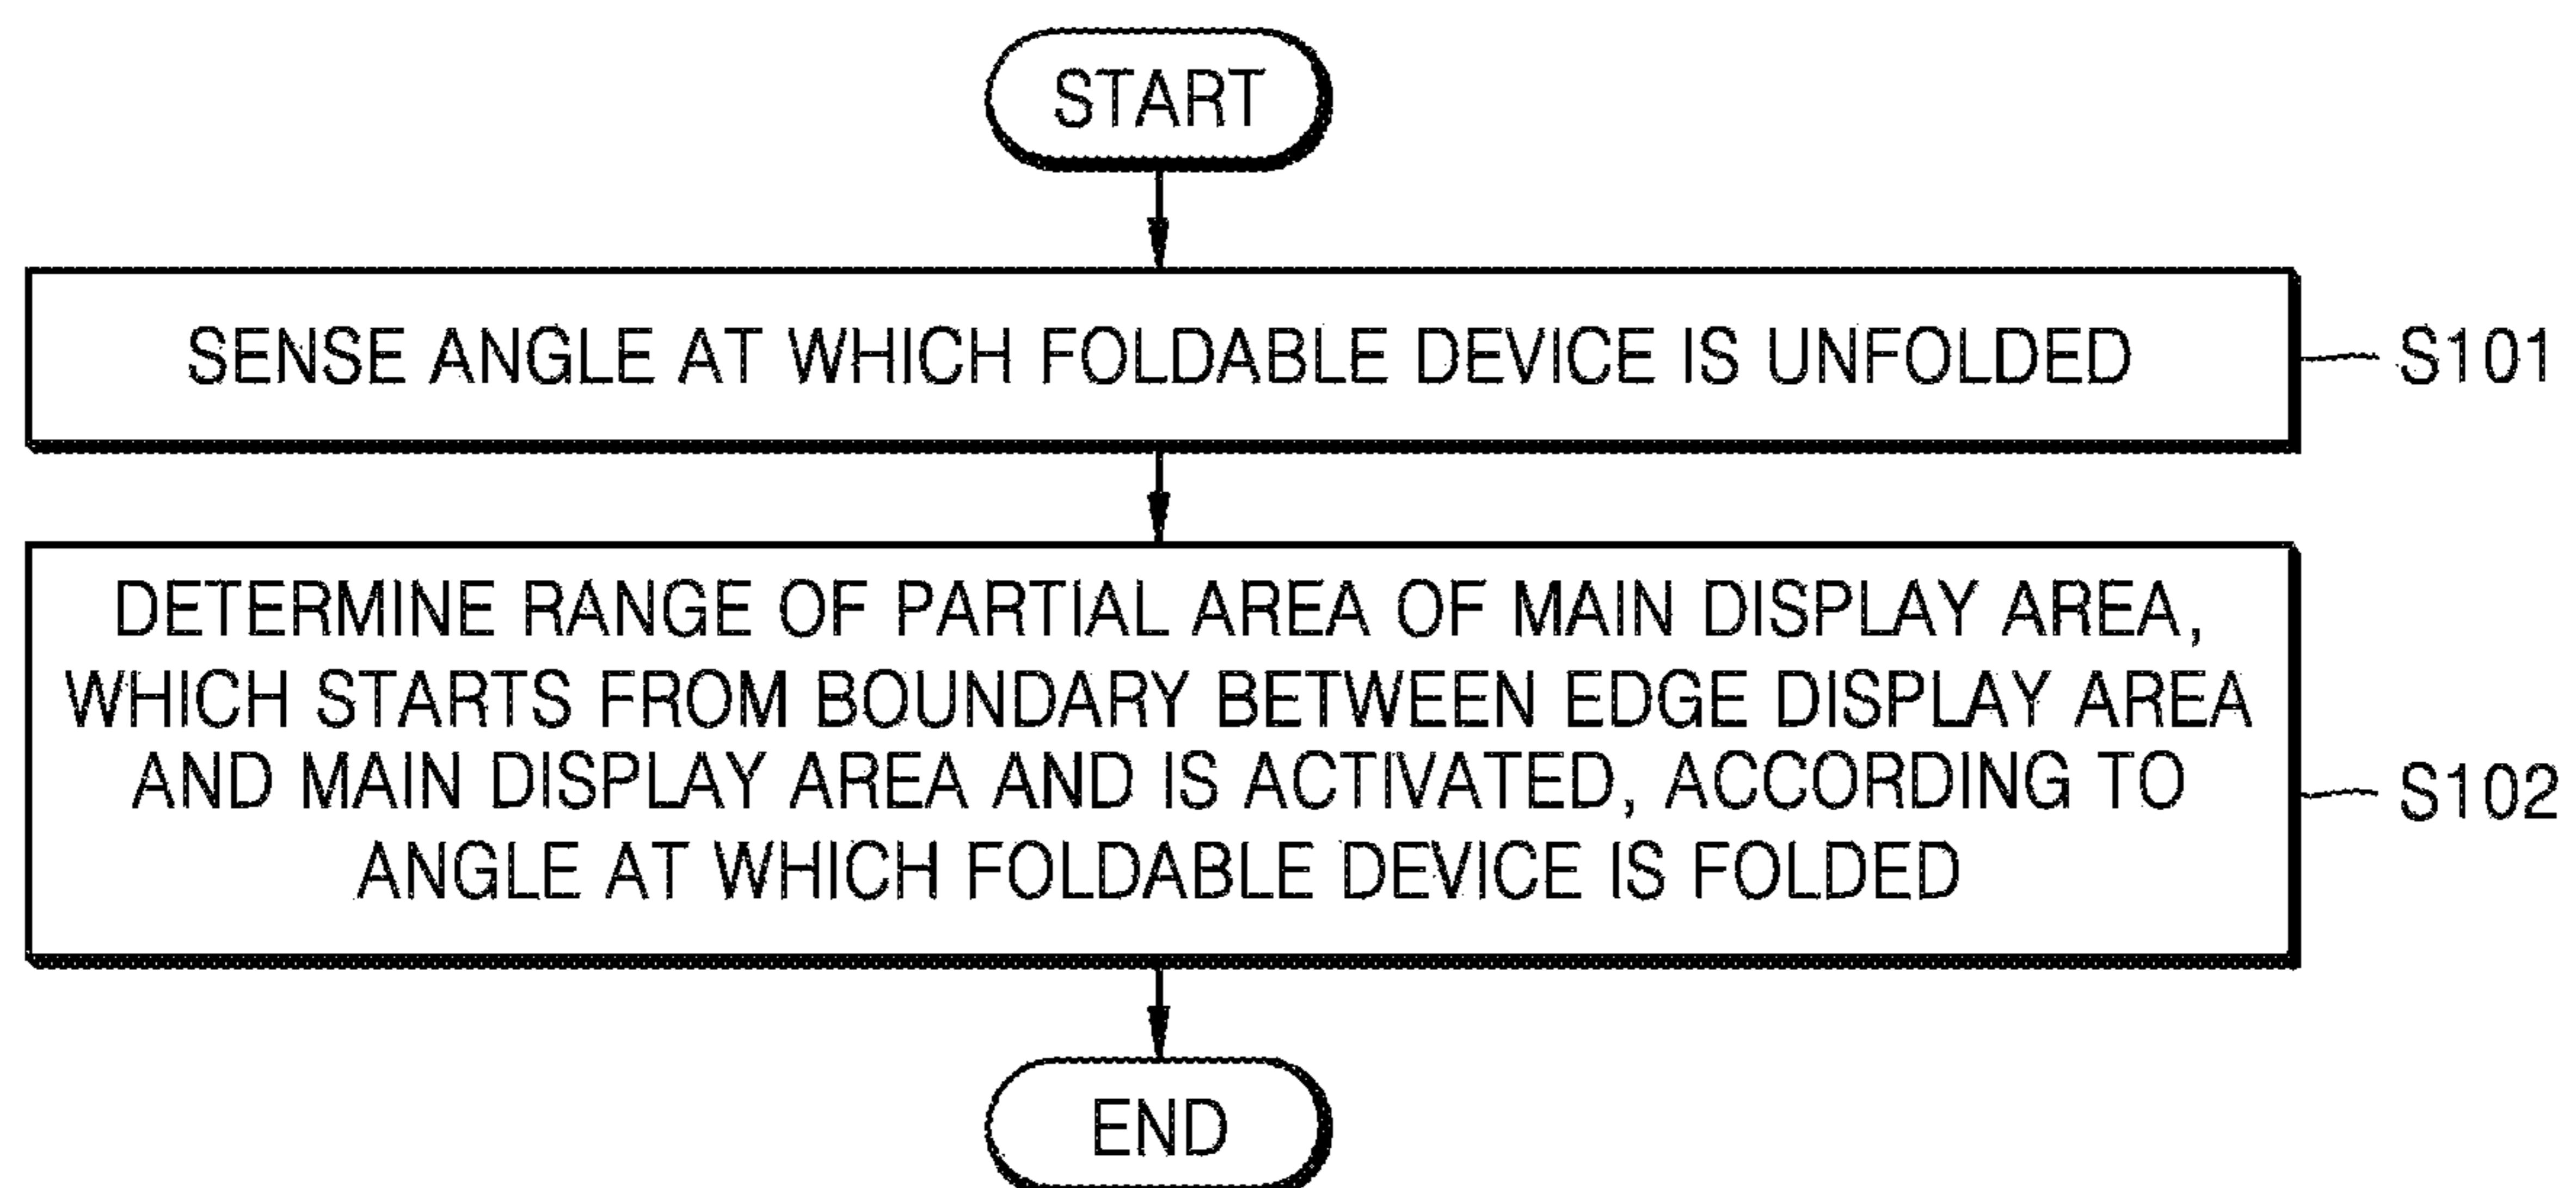 START
SENSE ANGLE AT WHICH FOLDABLE DEVICE IS UNFOLDED
S101
DETERMINE RANGE OF PARTIAL AREA OF MAIN DISPLAY AREA,
WHICH STARTS FROM BOUNDARY BETWEEN EDGE DISPLAY AREA
AND MAIN DISPLAY AREA AND IS ACTIVATED, ACCORDING TO
ANGLE AT WHICH FOLDABLE DEVICE IS FOLDED
S102
END